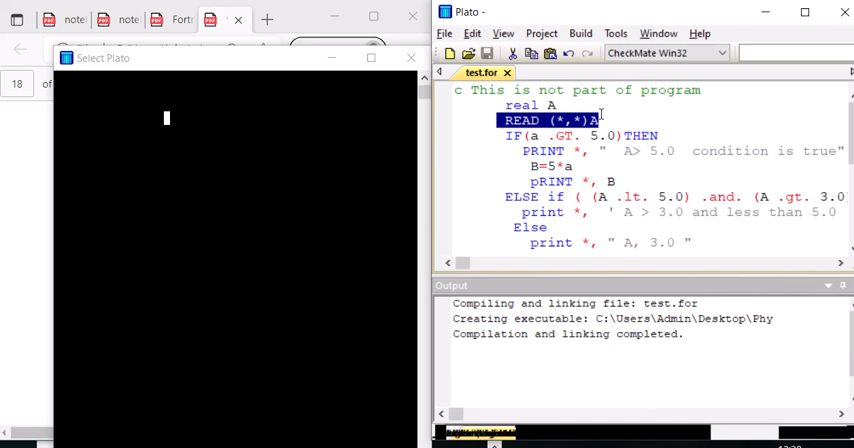 note
note
Fort
18 of
Select Plato
Plato -
File Edit View Project Build Tools Window Help
CheckMate Win32
test.for
c This is not part of program
real A
READ (*,*)A
IF(a .GT. 5.0)THEN
PRINT *, " A> 5.0 condition is true"
B=5*a
pRINT *, B
ELSE if ( (A .lt. 5.0) .and. (A .gt. 3.0)
print *, ' A > 3.0 and less than 5.0
Else
print *, " A, 3.0 "
Output
Compiling and linking file: test.for
Creating executable: C:\Users\Admin\Desktop\Phy
Compilation and linking completed.